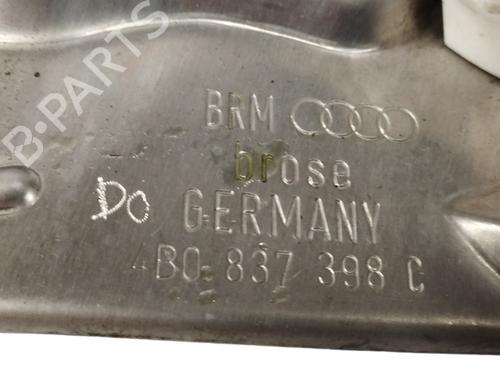 B-PARTS
BRM
brose
DO GERMANY
4B0 837 398 C